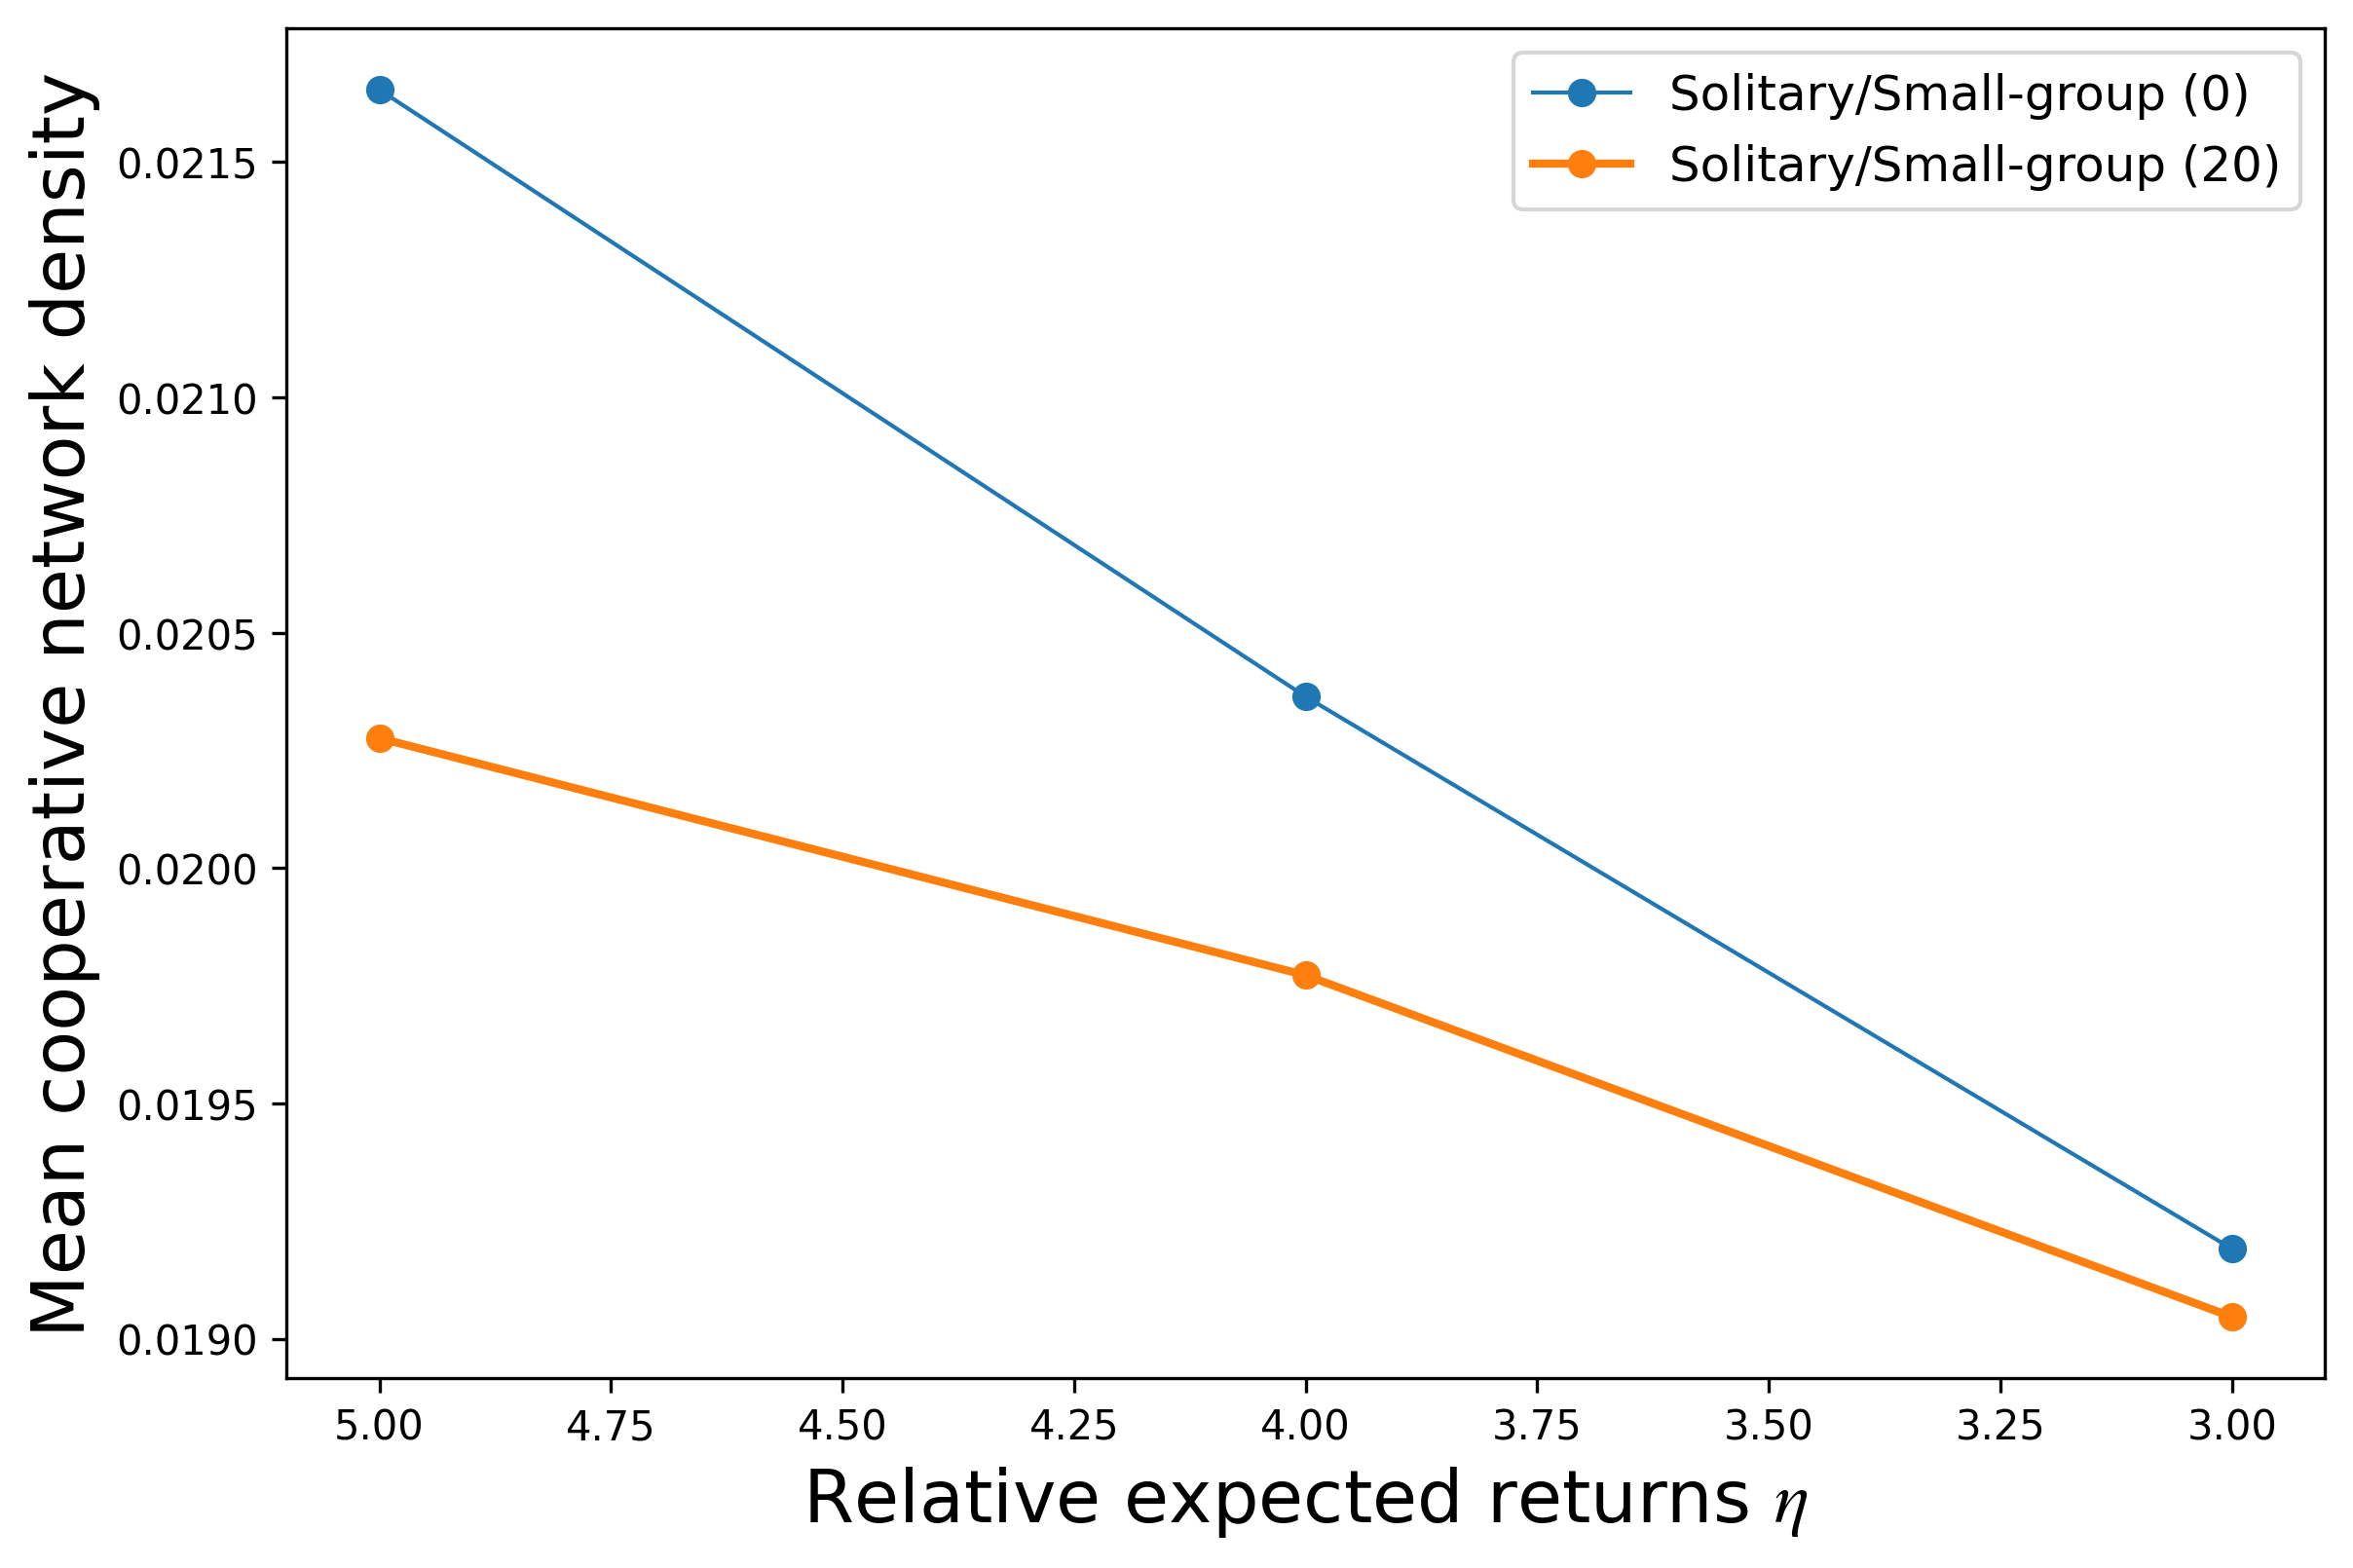 Solitary/Small-group (0)
Solitary/Small-group (20)
Mean cooperative network density
0.0215
0.0210
0.0205
0.0200
0.0195
0.0190
5.00 4.75 4.50 4.25 4.00 3.75 3.50 3.25 3.00
Relative expected returns η